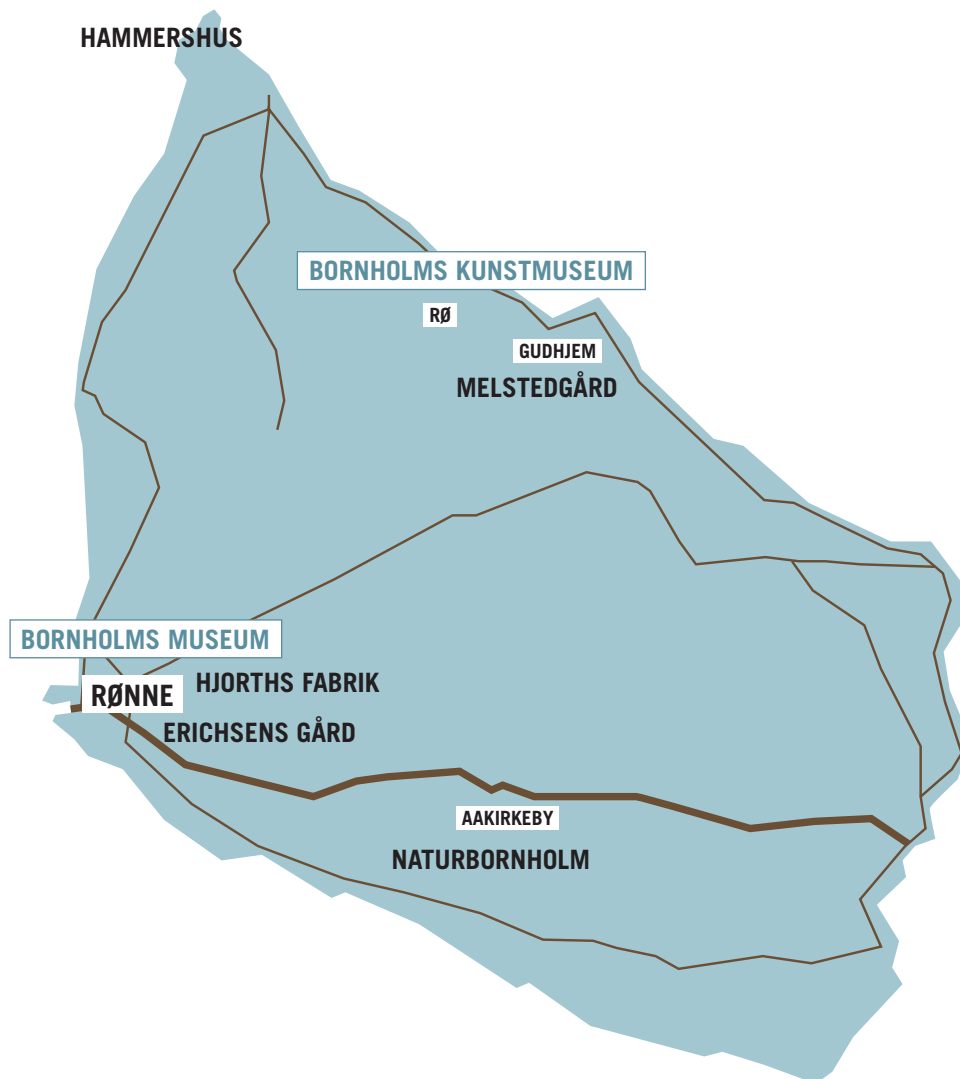 HAMMERSHUS
BORNHOLMS KUNSTMUSEUM
RØ
GUDHJEM
MELSTEDGÅRD
BORNHOLMS MUSEUM
HJORTHS FABRIK
RØNNE
ERICHSENS GÅRD
AAKIRKEBY
NATURBORNHOLM